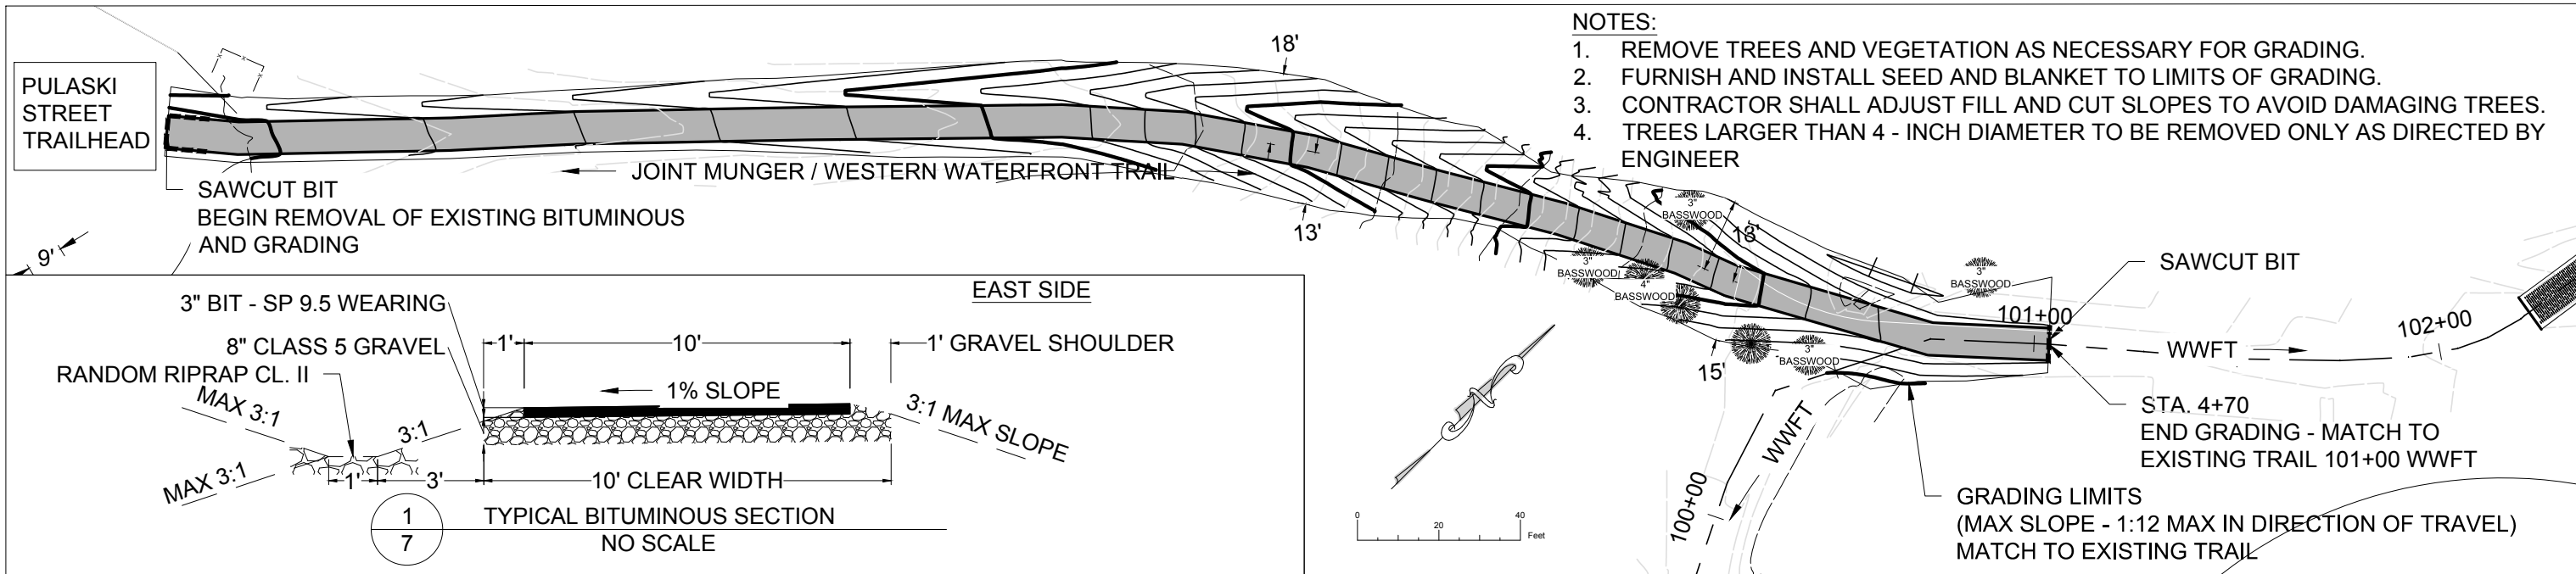 PULASKI
STREET
TRAILHEAD
SAWCUT BIT
BEGIN REMOVAL OF EXISTING BITUMINOUS
AND GRADING
9'
JOINT MUNGER / WESTERN WATERFRONT TRAIL
18'
13'
NOTES:
1. REMOVE TREES AND VEGETATION AS NECESSARY FOR GRADING.
2. FURNISH AND INSTALL SEED AND BLANKET TO LIMITS OF GRADING.
3. CONTRACTOR SHALL ADJUST FILL AND CUT SLOPES TO AVOID DAMAGING TREES.
4. TREES LARGER THAN 4 - INCH DIAMETER TO BE REMOVED ONLY AS DIRECTED BY
ENGINEER
3"
BASSWOOD
18'
3"
BASSWOOD
4"
BASSWOOD
3"
BASSWOOD
3"
BASSWOOD
15'
101+00
102+00
SAWCUT BIT
WWFT
WWFT
100+00
STA. 4+70
END GRADING - MATCH TO
EXISTING TRAIL 101+00 WWFT
GRADING LIMITS
(MAX SLOPE - 1:12 MAX IN DIRECTION OF TRAVEL)
MATCH TO EXISTING TRAIL
0 20 40
Feet
EAST SIDE
3" BIT - SP 9.5 WEARING
8" CLASS 5 GRAVEL
RANDOM RIPRAP CL. II
1'
10'
1' GRAVEL SHOULDER
1% SLOPE
MAX 3:1
3:1
3:1 MAX SLOPE
MAX 3:1
1'
3'
10' CLEAR WIDTH
1
7
TYPICAL BITUMINOUS SECTION
NO SCALE